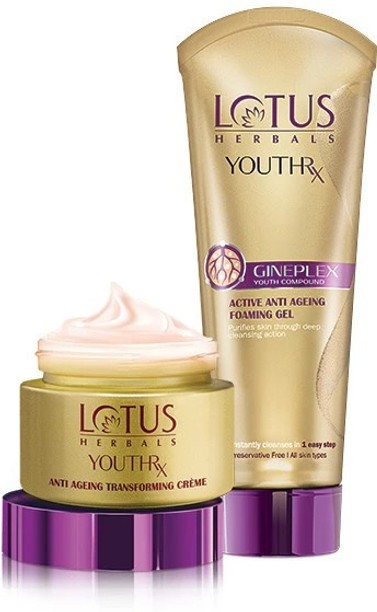 LOTUS
HERBALS
YOUTHRx
GINEPLEX
YOUTH COMPOUND
ACTIVE ANTI AGEING
FOAMING GEL
Purifies skin through deep
cleansing action
Instantly cleanses in 1 easy step
Preservative Free | All skin types
LOTUS
HERBALS
YOUTHRx
ANTI AGEING TRANSFORMING CRÈME